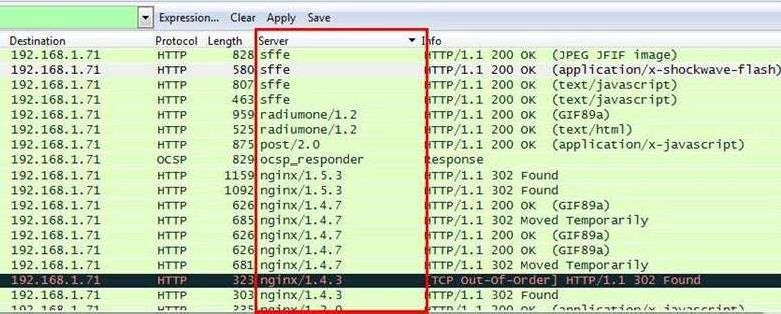 Expression... Clear Apply Save
Destination Protocol Length Server Info
192.168.1.71 HTTP 828 sffe HTTP/1.1 200 OK (JPEG JFIF image)
192.168.1.71 HTTP 580 sffe HTTP/1.1 200 OK (application/x-shockwave-flash)
192.168.1.71 HTTP 807 sffe HTTP/1.1 200 OK (text/javascript)
192.168.1.71 HTTP 463 sffe HTTP/1.1 200 OK (text/javascript)
192.168.1.71 HTTP 959 radiumone/1.2 HTTP/1.1 200 OK (GIF89a)
192.168.1.71 HTTP 525 radiumone/1.2 HTTP/1.1 200 OK (text/html)
192.168.1.71 HTTP 875 post/2.0 HTTP/1.1 200 OK (application/x-javascript)
192.168.1.71 OCSP 829 ocsp_responder Response
192.168.1.71 HTTP 1159 nginx/1.5.3 HTTP/1.1 302 Found
192.168.1.71 HTTP 1092 nginx/1.5.3 HTTP/1.1 302 Found
192.168.1.71 HTTP 626 nginx/1.4.7 HTTP/1.1 200 OK (GIF89a)
192.168.1.71 HTTP 685 nginx/1.4.7 HTTP/1.1 302 Moved Temporarily
192.168.1.71 HTTP 626 nginx/1.4.7 HTTP/1.1 200 OK (GIF89a)
192.168.1.71 HTTP 626 nginx/1.4.7 HTTP/1.1 200 OK (GIF89a)
192.168.1.71 HTTP 681 nginx/1.4.7 HTTP/1.1 302 Moved Temporarily
192.168.1.71 HTTP 323 nginx/1.4.3 [TCP Out-Of-Order] HTTP/1.1 302 Found
192.168.1.71 HTTP 303 nginx/1.4.3 HTTP/1.1 302 Found
192.168.1.71 HTTP HTTP/1.1 200 OK (application/x-javascript)